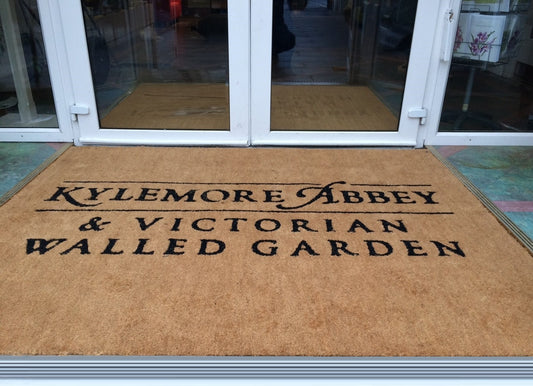 KYLEMORE ABBEY
& VICTORIAN
WALLED GARDEN